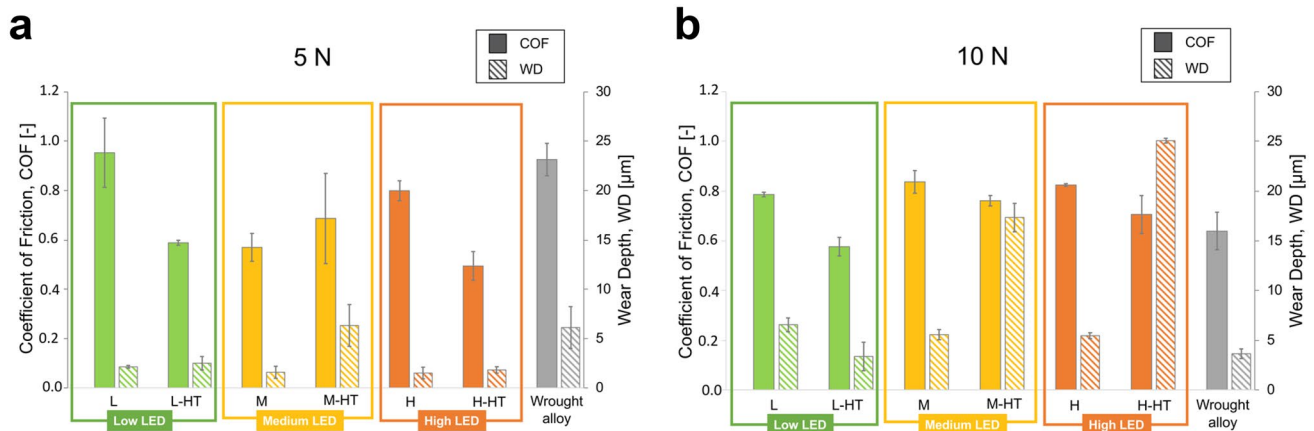 a
5 N
COF
WD
Coefficient of Friction, COF [-]
1.2
1.0
0.8
0.6
0.4
0.2
0.0
30
25
20
15
10
5
0
Wear Depth, WD [µm]
L L-HT M M-HT H H-HT Wrought
alloy
Low LED Medium LED High LED
b
10 N
COF
WD
Coefficient of Friction, COF [-]
1.2
1.0
0.8
0.6
0.4
0.2
0.0
30
25
20
15
10
5
0
Wear Depth, WD [µm]
L L-HT M M-HT H H-HT Wrought
alloy
Low LED Medium LED High LED